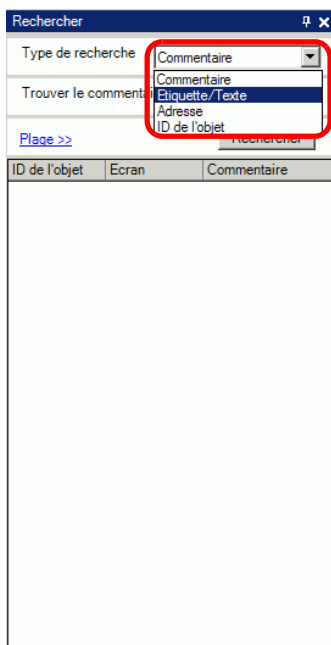 Rechercher
Type de recherche Commentaire
Commentaire
Trouver le commentai Etiquette/Texte
Adresse
ID de l'objet
Plage >> Rechercher
ID de l'objet Ecran Commentaire